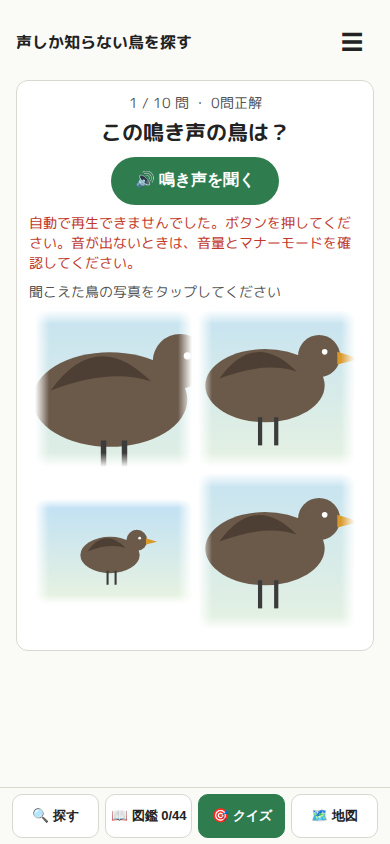 声しか知らない鳥を探す
1 / 10 問 · 0問正解
この鳴き声の鳥は？
🔊 鳴き声を聞く
自動で再生できませんでした。ボタンを押してくだ
さい。音が出ないときは、音量とマナーモードを確
認してください。
聞こえた鳥の写真をタップしてください
🔍 探す
📖 図鑑 0/44
🎯 クイズ
🗺️ 地図